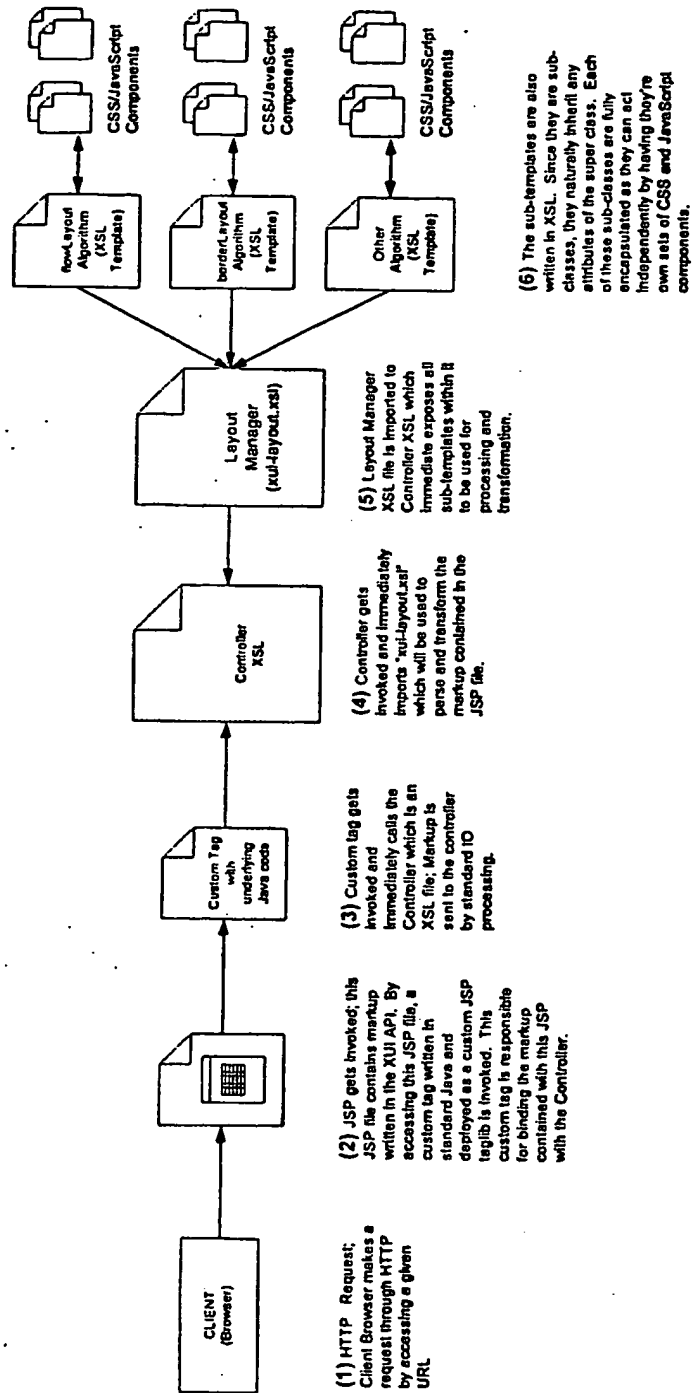 CLIENT
(Browser)
(1) HTTP Request;
Client Browser makes a
request through HTTP
by accessing a given
URL
(2) JSP gets invoked; this
JSP file contains markup
written in the XUI API. By
accessing this JSP file, a
custom tag written in
standard Java and
deployed as a custom JSP
taglib is invoked. This
custom tag is responsible
for binding the markup
contained with this JSP
with the Controller.
Custom Tag
with
underlying
Java code
(3) Custom tag gets
invoked and
immediately calls the
Controller which is an
XSL file; Markup is
sent to the controller
by standard IO
processing.
Controller
XSL
(4) Controller gets
invoked and immediately
imports "xui-layout.xsl"
which will be used to
parse and transform the
markup contained in the
JSP file.
Layout
Manager
(xui-layout.xsl)
(5) Layout Manager
XSL file is imported to
Controller XSL which
immediate exposes all
sub-templates within it
to be used for
processing and
transformation.
flowLayout
Algorithm
(XSL
Template)
CSS/JavaScript
Components
borderLayout
Algorithm
(XSL
Template)
CSS/JavaScript
Components
Other
Algorithm
(XSL
Template)
CSS/JavaScript
Components
(6) The sub-templates are also
written in XSL. Since they are sub-
classes, they naturally inherit any
attributes of the super class. Each
of these sub-classes are fully
encapsulated as they can act
independently by having they're
own sets of CSS and JavaScript
components.